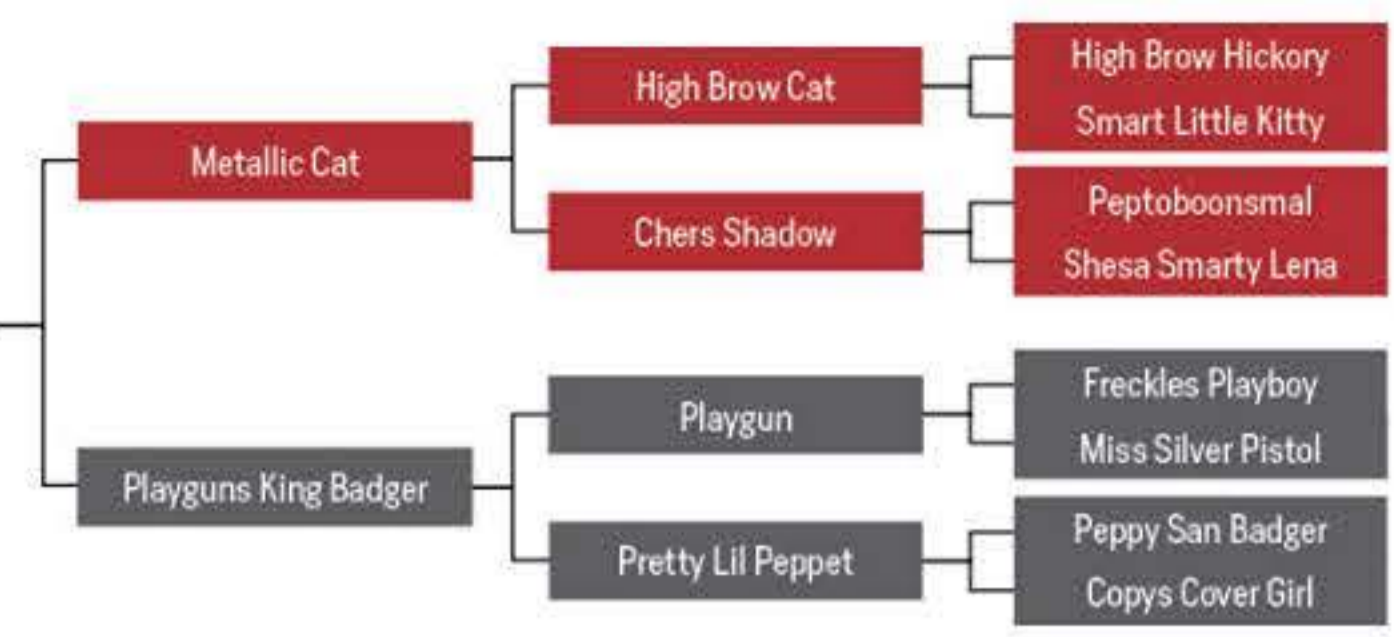 Metallic Cat
High Brow Cat
High Brow Hickory
Smart Little Kitty
Chers Shadow
Peptoboonsmal
Shesa Smarty Lena
Playguns King Badger
Playgun
Freckles Playboy
Miss Silver Pistol
Pretty Lil Peppet
Peppy San Badger
Copys Cover Girl